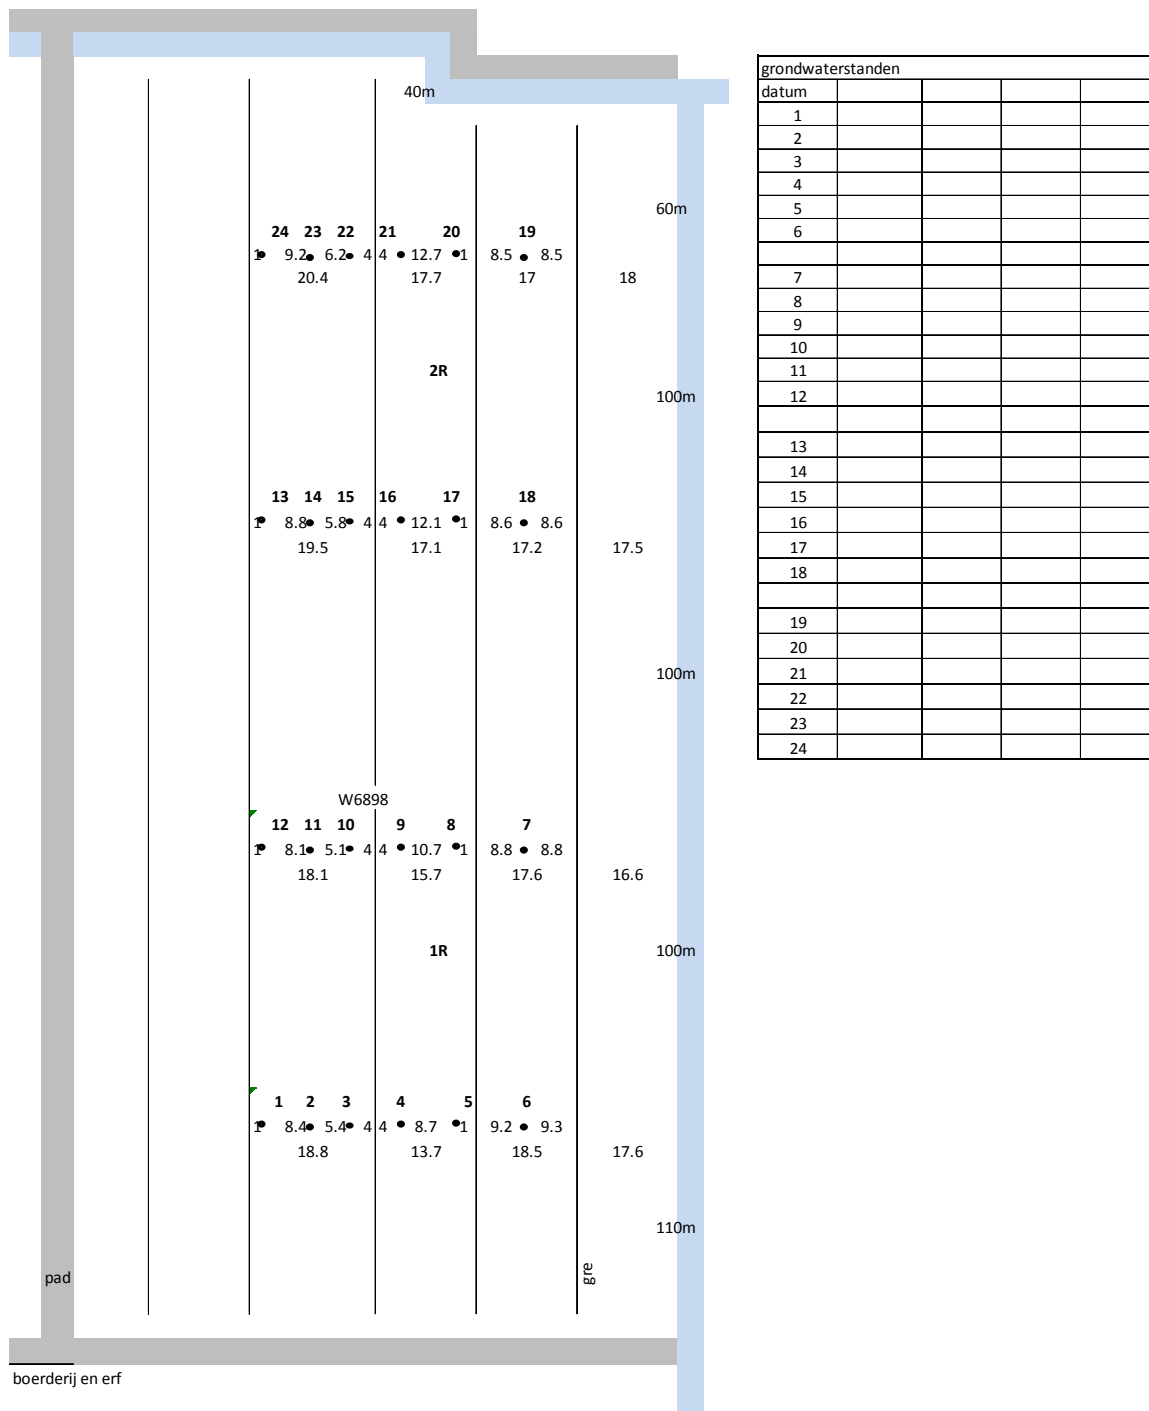 40m
60m
24 23 22 21 20 19
1 9.2 6.2 4 4 12.7 1 8.5 8.5
20.4 17.7 17 18
2R
100m
13 14 15 16 17 18
1 8.8 5.8 4 4 12.1 1 8.6 8.6
19.5 17.1 17.2 17.5
100m
W6898
12 11 10 9 8 7
1 8.1 5.1 4 4 10.7 1 8.8 8.8
18.1 15.7 17.6 16.6
1R
100m
1 2 3 4 5 6
1 8.4 5.4 4 4 8.7 1 9.2 9.3
18.8 13.7 18.5 17.6
110m
pad
gre
boerderij en erf
grondwaterstanden
datum
1
2
3
4
5
6
7
8
9
10
11
12
13
14
15
16
17
18
19
20
21
22
23
24